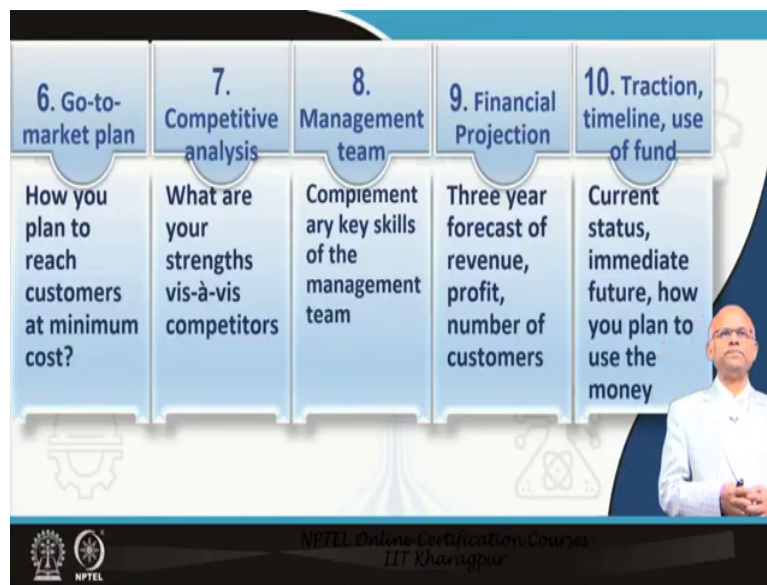 6. Go-to-
market plan
How you
plan to
reach
customers
at minimum
cost?
7.
Competitive
analysis
What are
your
strengths
vis-à-vis
competitors
8.
Management
team
Complement
ary key skills
of the
management
team
9. Financial
Projection
Three year
forecast of
revenue,
profit,
number of
customers
10. Traction,
timeline, use
of fund
Current
status,
immediate
future, how
you plan to
use the
money
NPTEL
NPTEL Online Certification Courses
IIT Kharagpur